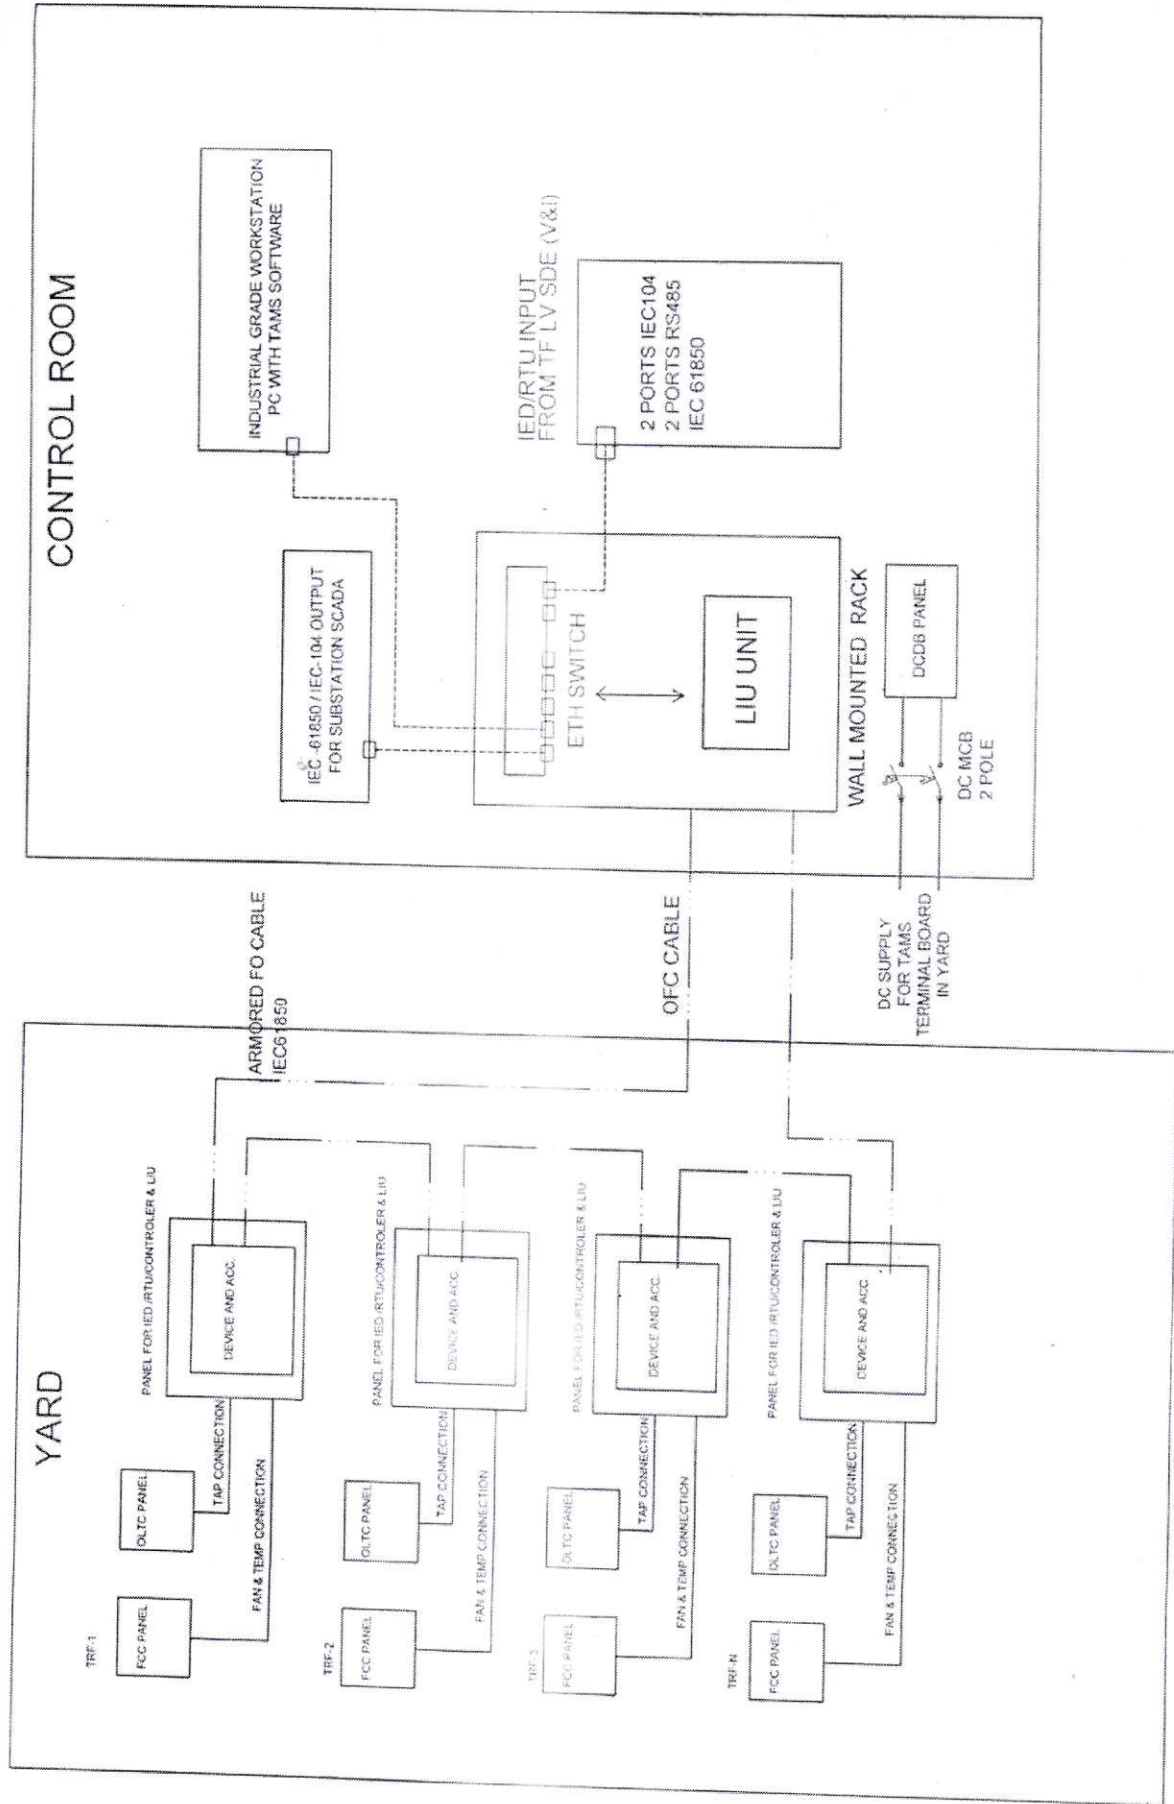 CONTROL ROOM
INDUSTRIAL GRADE WORKSTATION
PC WITH TAMS SOFTWARE
IEC -61850 / IEC-104 OUTPUT
FOR SUBSTATION SCADA
IED/RTU INPUT
FROM TF LV SDE (V&I)
2 PORTS IEC104
2 PORTS RS485
IEC 61850
ETH SWITCH
LIU UNIT
WALL MOUNTED RACK
DCDB PANEL
DC MCB
2 POLE
DC SUPPLY
FOR TAMS
TERMINAL BOARD
IN YARD
ARMORED FO CABLE
IEC61850
OFC CABLE
YARD
TRF-1
FCC PANEL
OLTC PANEL
TAP CONNECTION
FAN & TEMP CONNECTION
PANEL FOR IED /RTU/CONTROLER & LIU
DEVICE AND ACC.
TRF-2
FCC PANEL
OLTC PANEL
TAP CONNECTION
FAN & TEMP CONNECTION
PANEL FOR IED /RTU/CONTROLER & LIU
DEVICE AND ACC.
TRF-3
FCC PANEL
OLTC PANEL
TAP CONNECTION
FAN & TEMP CONNECTION
PANEL FOR IED /RTU/CONTROLER & LIU
DEVICE AND ACC.
TRF-N
FCC PANEL
OLTC PANEL
TAP CONNECTION
FAN & TEMP CONNECTION
PANEL FOR IED /RTU/CONTROLER & LIU
DEVICE AND ACC.